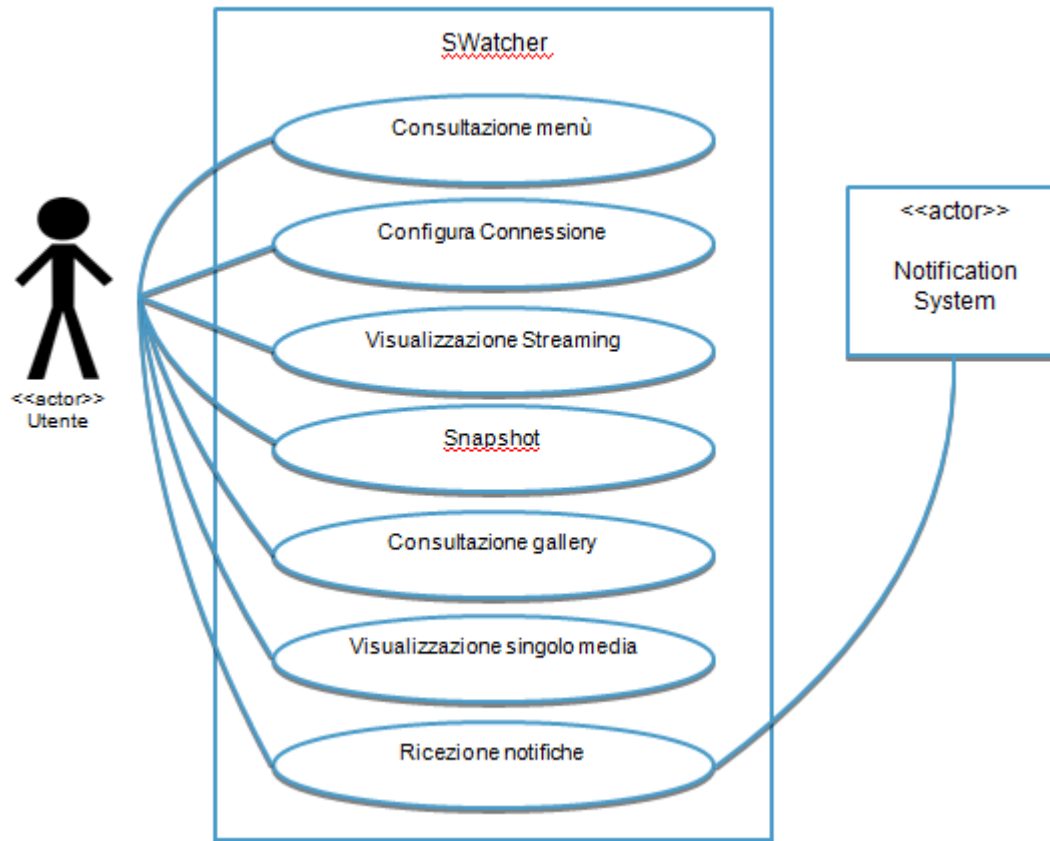 SWatcher
Consultazione menù
Configura Connessione
Visualizzazione Streaming
Snapshot
Consultazione gallery
Visualizzazione singolo media
Ricezione notifiche
<<actor>>
Utente
<<actor>>
Notification
System